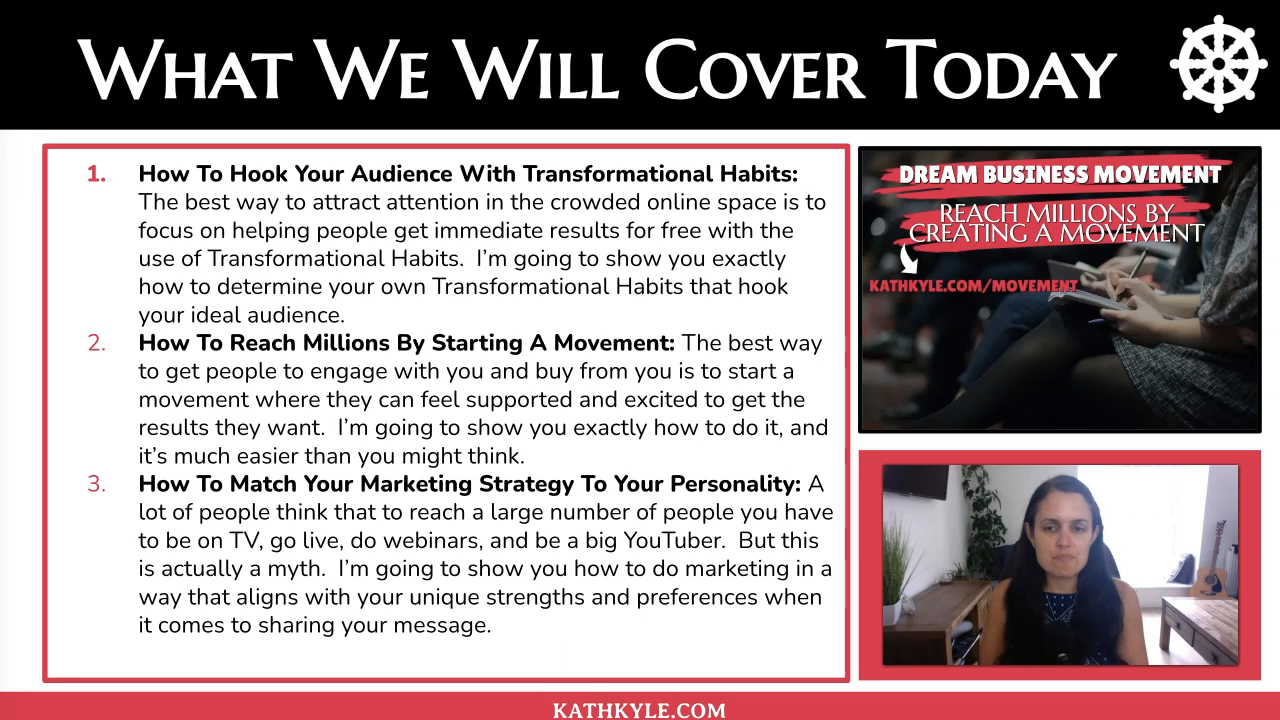 What We Will Cover Today
1. How To Hook Your Audience With Transformational Habits:
The best way to attract attention in the crowded online space is to
focus on helping people get immediate results for free with the
use of Transformational Habits. I'm going to show you exactly
how to determine your own Transformational Habits that hook
your ideal audience.
2. How To Reach Millions By Starting A Movement: The best way
to get people to engage with you and buy from you is to start a
movement where they can feel supported and excited to get the
results they want. I'm going to show you exactly how to do it, and
it's much easier than you might think.
3. How To Match Your Marketing Strategy To Your Personality: A
lot of people think that to reach a large number of people you have
to be on TV, go live, do webinars, and be a big YouTuber. But this
is actually a myth. I'm going to show you how to do marketing in a
way that aligns with your unique strengths and preferences when
it comes to sharing your message.
DREAM BUSINESS MOVEMENT
REACH MILLIONS BY
CREATING A MOVEMENT
KATHKYLE.COM/MOVEMENT
KATHKYLE.COM